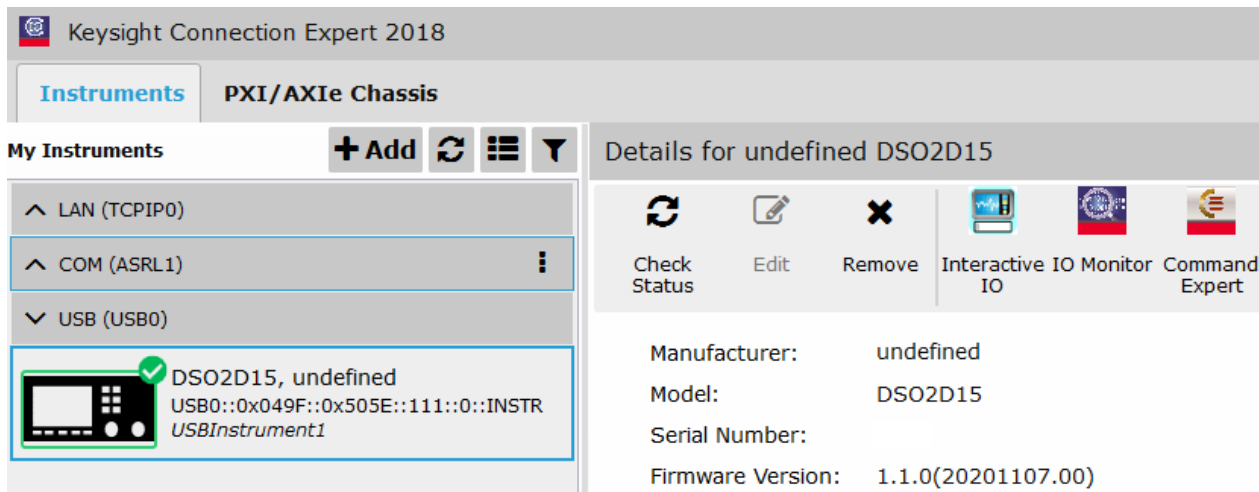 Keysight Connection Expert 2018
Instruments PXI/AXIe Chassis
My Instruments
Add
LAN (TCPIP0)
COM (ASRL1)
USB (USB0)
DSO2D15, undefined
USB0::0x049F::0x505E::111::0::INSTR
USBInstrument1
Details for undefined DSO2D15
Check
Status
Edit
Remove
Interactive
IO
IO Monitor
Command
Expert
Manufacturer: undefined
Model: DSO2D15
Serial Number:
Firmware Version: 1.1.0(20201107.00)